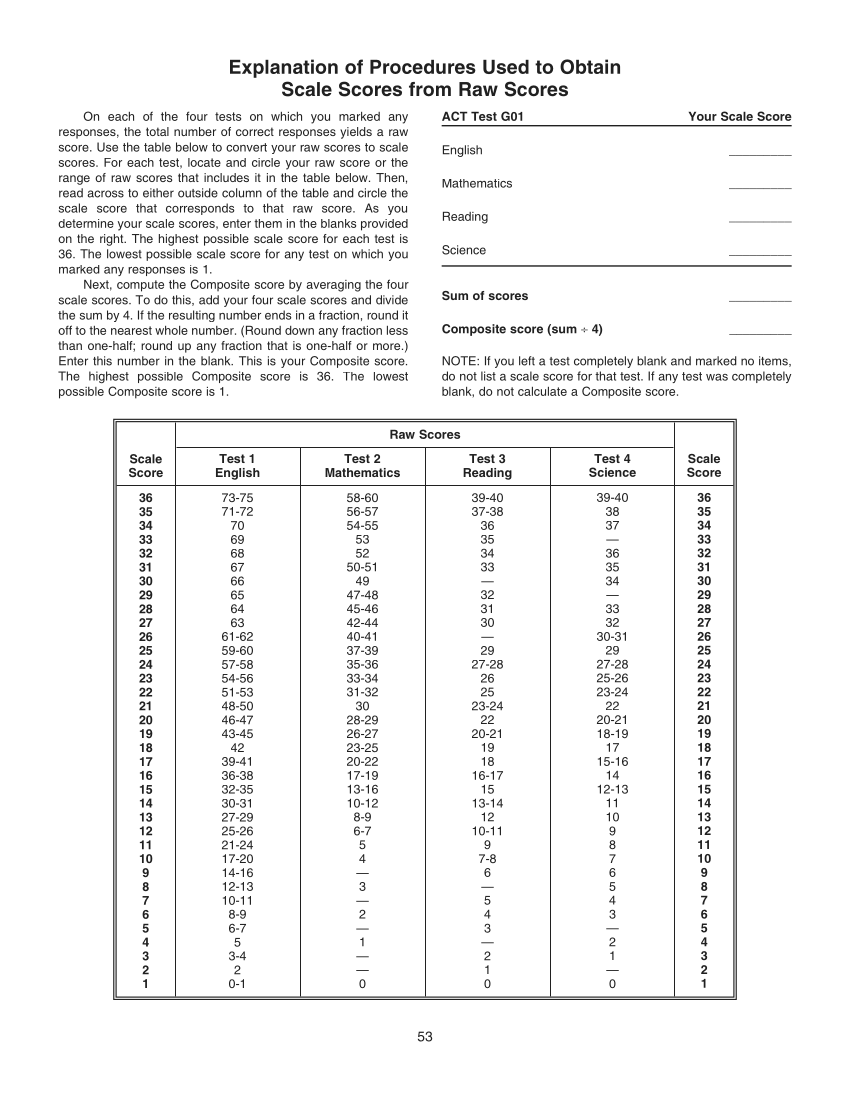 Explanation of Procedures Used to Obtain
Scale Scores from Raw Scores
On each of the four tests on which you marked any
responses, the total number of correct responses yields a raw
score. Use the table below to convert your raw scores to scale
scores. For each test, locate and circle your raw score or the
range of raw scores that includes it in the table below. Then,
read across to either outside column of the table and circle the
scale score that corresponds to that raw score. As you
determine your scale scores, enter them in the blanks provided
on the right. The highest possible scale score for each test is
36. The lowest possible scale score for any test on which you
marked any responses is 1.
Next, compute the Composite score by averaging the four
scale scores. To do this, add your four scale scores and divide
the sum by 4. If the resulting number ends in a fraction, round it
off to the nearest whole number. (Round down any fraction less
than one-half; round up any fraction that is one-half or more.)
Enter this number in the blank. This is your Composite score.
The highest possible Composite score is 36. The lowest
possible Composite score is 1.
ACT Test G01 Your Scale Score
English _________
Mathematics _________
Reading _________
Science _________
Sum of scores _________
Composite score (sum ÷ 4) _________
NOTE: If you left a test completely blank and marked no items,
do not list a scale score for that test. If any test was completely
blank, do not calculate a Composite score.
Raw Scores
Scale Test 1 Test 2 Test 3 Test 4 Scale
Score English Mathematics Reading Science Score
36 73-75 58-60 39-40 39-40 36
35 71-72 56-57 37-38 38 35
34 70 54-55 36 37 34
33 69 53 35 — 33
32 68 52 34 36 32
31 67 50-51 33 35 31
30 66 49 — 34 30
29 65 47-48 32 — 29
28 64 45-46 31 33 28
27 63 42-44 30 32 27
26 61-62 40-41 — 30-31 26
25 59-60 37-39 29 29 25
24 57-58 35-36 27-28 27-28 24
23 54-56 33-34 26 25-26 23
22 51-53 31-32 25 23-24 22
21 48-50 30 23-24 22 21
20 46-47 28-29 22 20-21 20
19 43-45 26-27 20-21 18-19 19
18 42 23-25 19 17 18
17 39-41 20-22 18 15-16 17
16 36-38 17-19 16-17 14 16
15 32-35 13-16 15 12-13 15
14 30-31 10-12 13-14 11 14
13 27-29 8-9 12 10 13
12 25-26 6-7 10-11 9 12
11 21-24 5 9 8 11
10 17-20 4 7-8 7 10
9 14-16 — 6 6 9
8 12-13 3 — 5 8
7 10-11 — 5 4 7
6 8-9 2 4 3 6
5 6-7 — 3 — 5
4 5 1 — 2 4
3 3-4 — 2 1 3
2 2 — 1 — 2
1 0-1 0 0 0 1
53